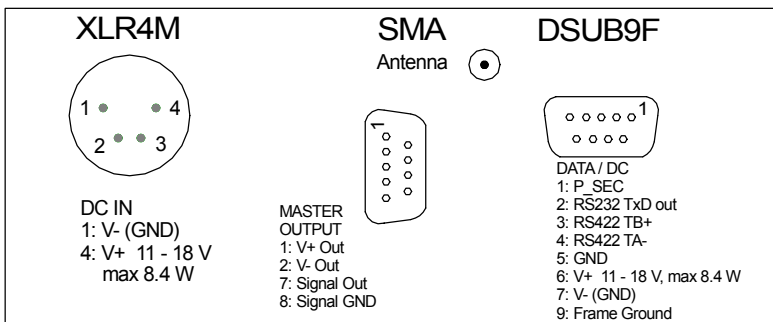 XLR4M
1
4
2
3
DC IN
1: V- (GND)
4: V+ 11 - 18 V
max 8.4 W
SMA
Antenna
1
MASTER
OUTPUT
1: V+ Out
2: V- Out
7: Signal Out
8: Signal GND
DSUB9F
1
DATA / DC
1: P_SEC
2: RS232 TxD out
3: RS422 TB+
4: RS422 TA-
5: GND
6: V+ 11 - 18 V, max 8.4 W
7: V- (GND)
9: Frame Ground